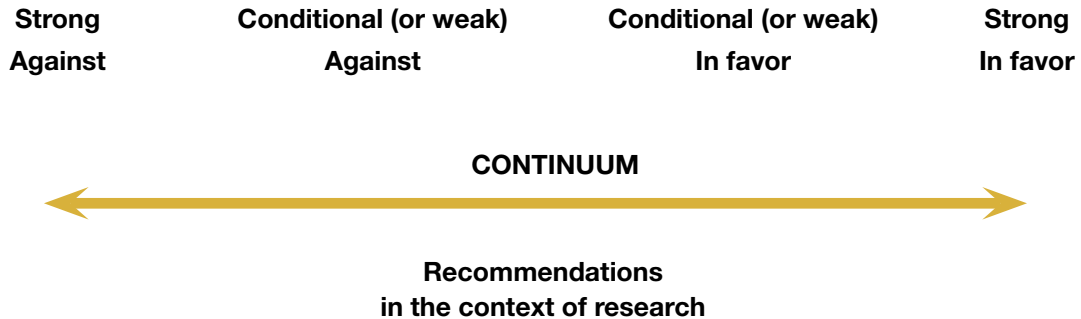 Strong Conditional (or weak) Conditional (or weak) Strong
Against Against In favor In favor
CONTINUUM
Recommendations
in the context of research